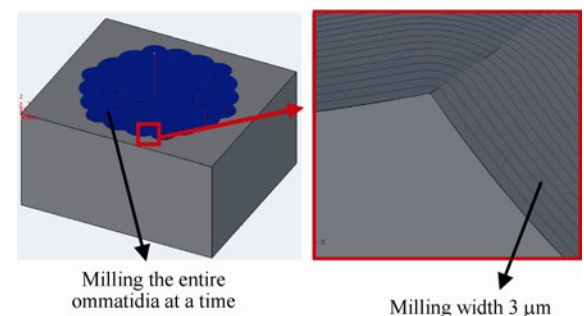 Milling the entire
ommatidia at a time
Milling width 3 μm